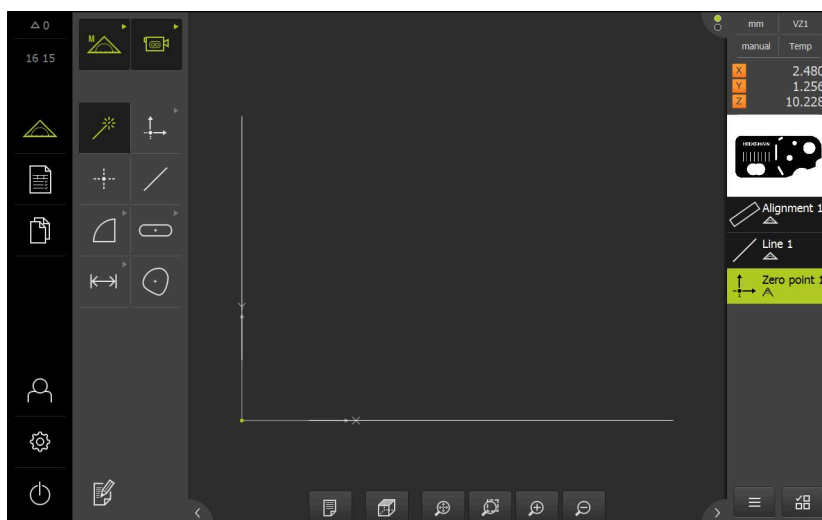 0
16 15
M
mm VZ1
manual Temp
X 2.480
Y 1.256
Z 10.228
HEIDENHAIN
Alignment 1
Line 1
Zero point 1
Y
X